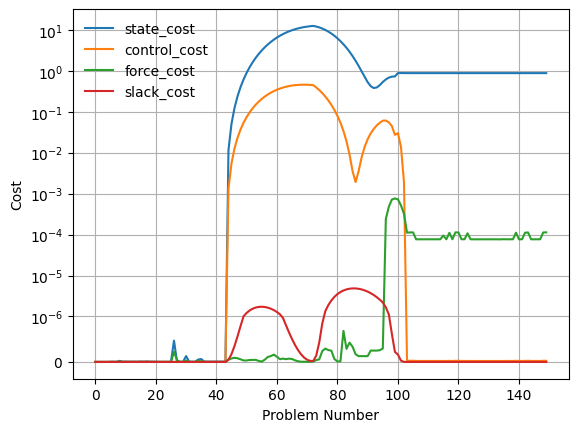 state_cost
control_cost
force_cost
slack_cost
Cost
10¹
10⁰
10⁻¹
10⁻²
10⁻³
10⁻⁴
10⁻⁵
10⁻⁶
0
0 20 40 60 80 100 120 140
Problem Number